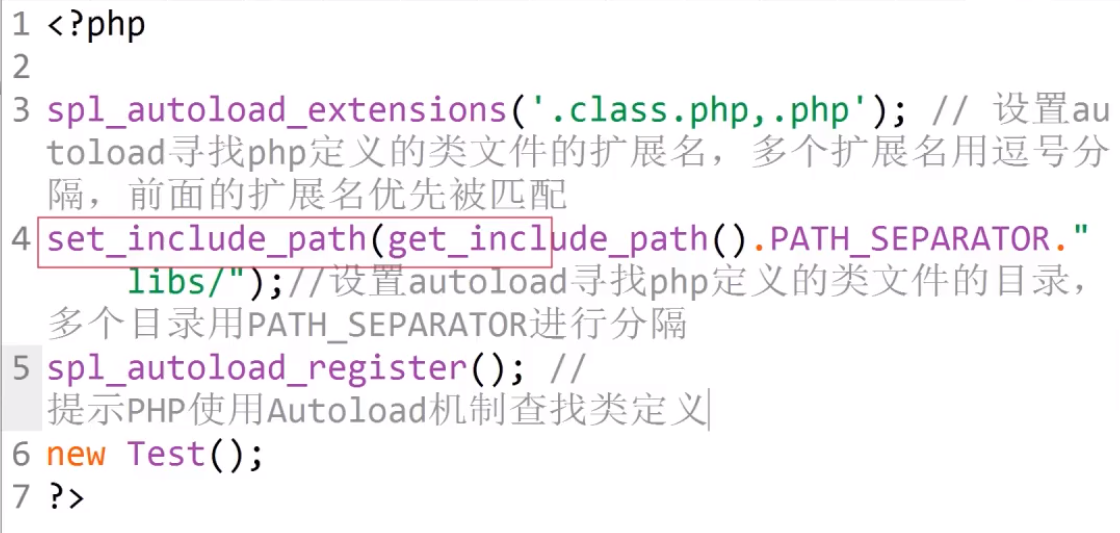 1 <?php
2
3 spl_autoload_extensions('.class.php,.php'); // 设置au
toload寻找php定义的类文件的扩展名，多个扩展名用逗号分
隔，前面的扩展名优先被匹配
4 set_include_path(get_include_path().PATH_SEPARATOR."
libs/");//设置autoload寻找php定义的类文件的目录，
多个目录用PATH_SEPARATOR进行分隔
5 spl_autoload_register(); //
提示PHP使用Autoload机制查找类定义
6 new Test();
7 ?>